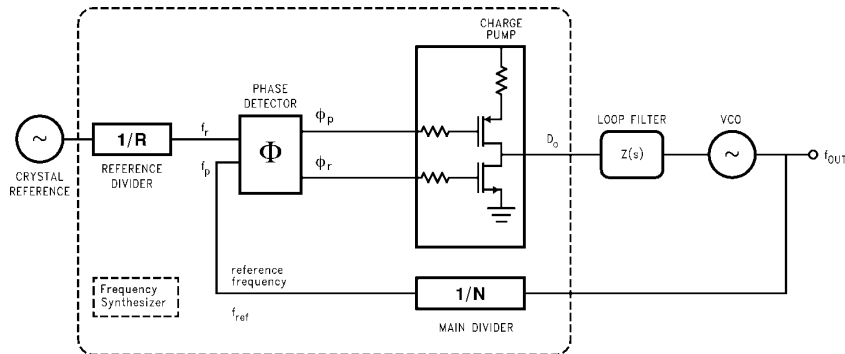 CHARGE
PUMP
PHASE
DETECTOR
ϕp
fr
1/R
Φ
fp
ϕr
Do
LOOP FILTER
VCO
~
Z(s)
~
fOUT
CRYSTAL
REFERENCE
REFERENCE
DIVIDER
reference
frequency
fref
1/N
MAIN DIVIDER
Frequency
Synthesizer